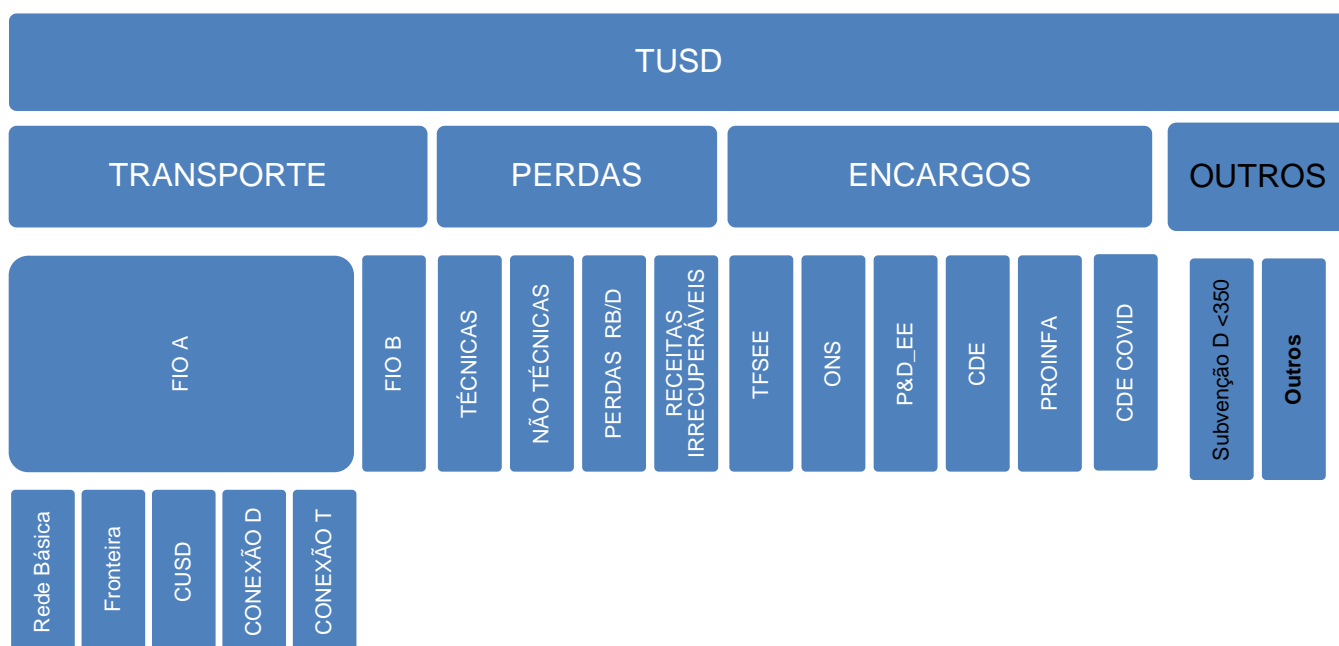 TUSD
TRANSPORTE
PERDAS
ENCARGOS
OUTROS
FIO A
FIO B
TÉCNICAS
NÃO TÉCNICAS
PERDAS RB/D
RECEITAS
IRRECUPERÁVEIS
TFSEE
ONS
P&D_EE
CDE
PROINFA
CDE COVID
Subvenção D <350
Outros
Rede Básica
Fronteira
CUSD
CONEXÃO D
CONEXÃO T